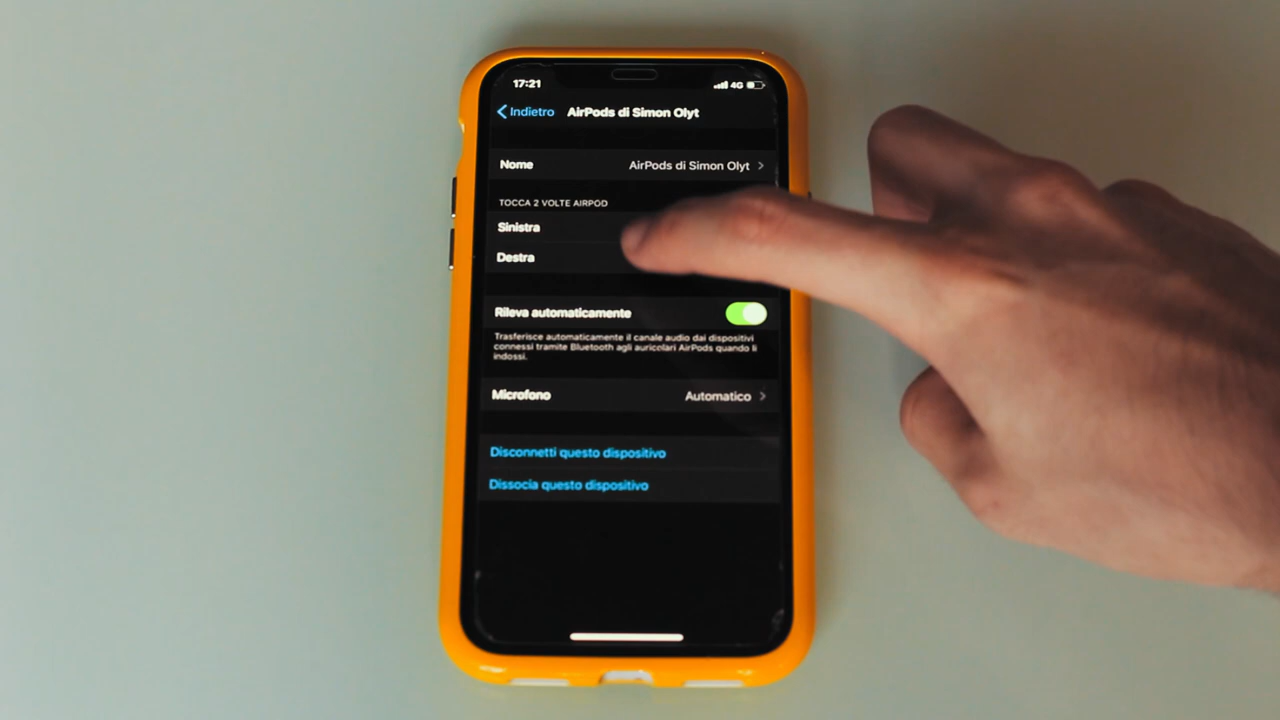 17:21 4G
Indietro AirPods di Simon Olyt
Nome AirPods di Simon Olyt
TOCCA 2 VOLTE AIRPOD
Sinistra
Destra
Rileva automaticamente
Trasferisce automaticamente il canale audio dai dispositivi
connessi tramite Bluetooth agli auricolari AirPods quando li
indossi.
Microfono Automatico
Disconnetti questo dispositivo
Dissocia questo dispositivo